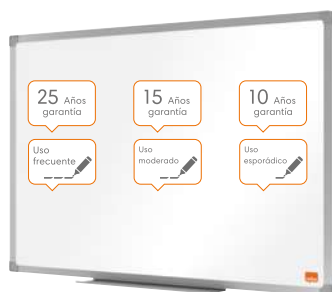 25 Años
garantía
15 Años
garantía
10 Años
garantía
Uso
frecuente
Uso
moderado
Uso
esporádico